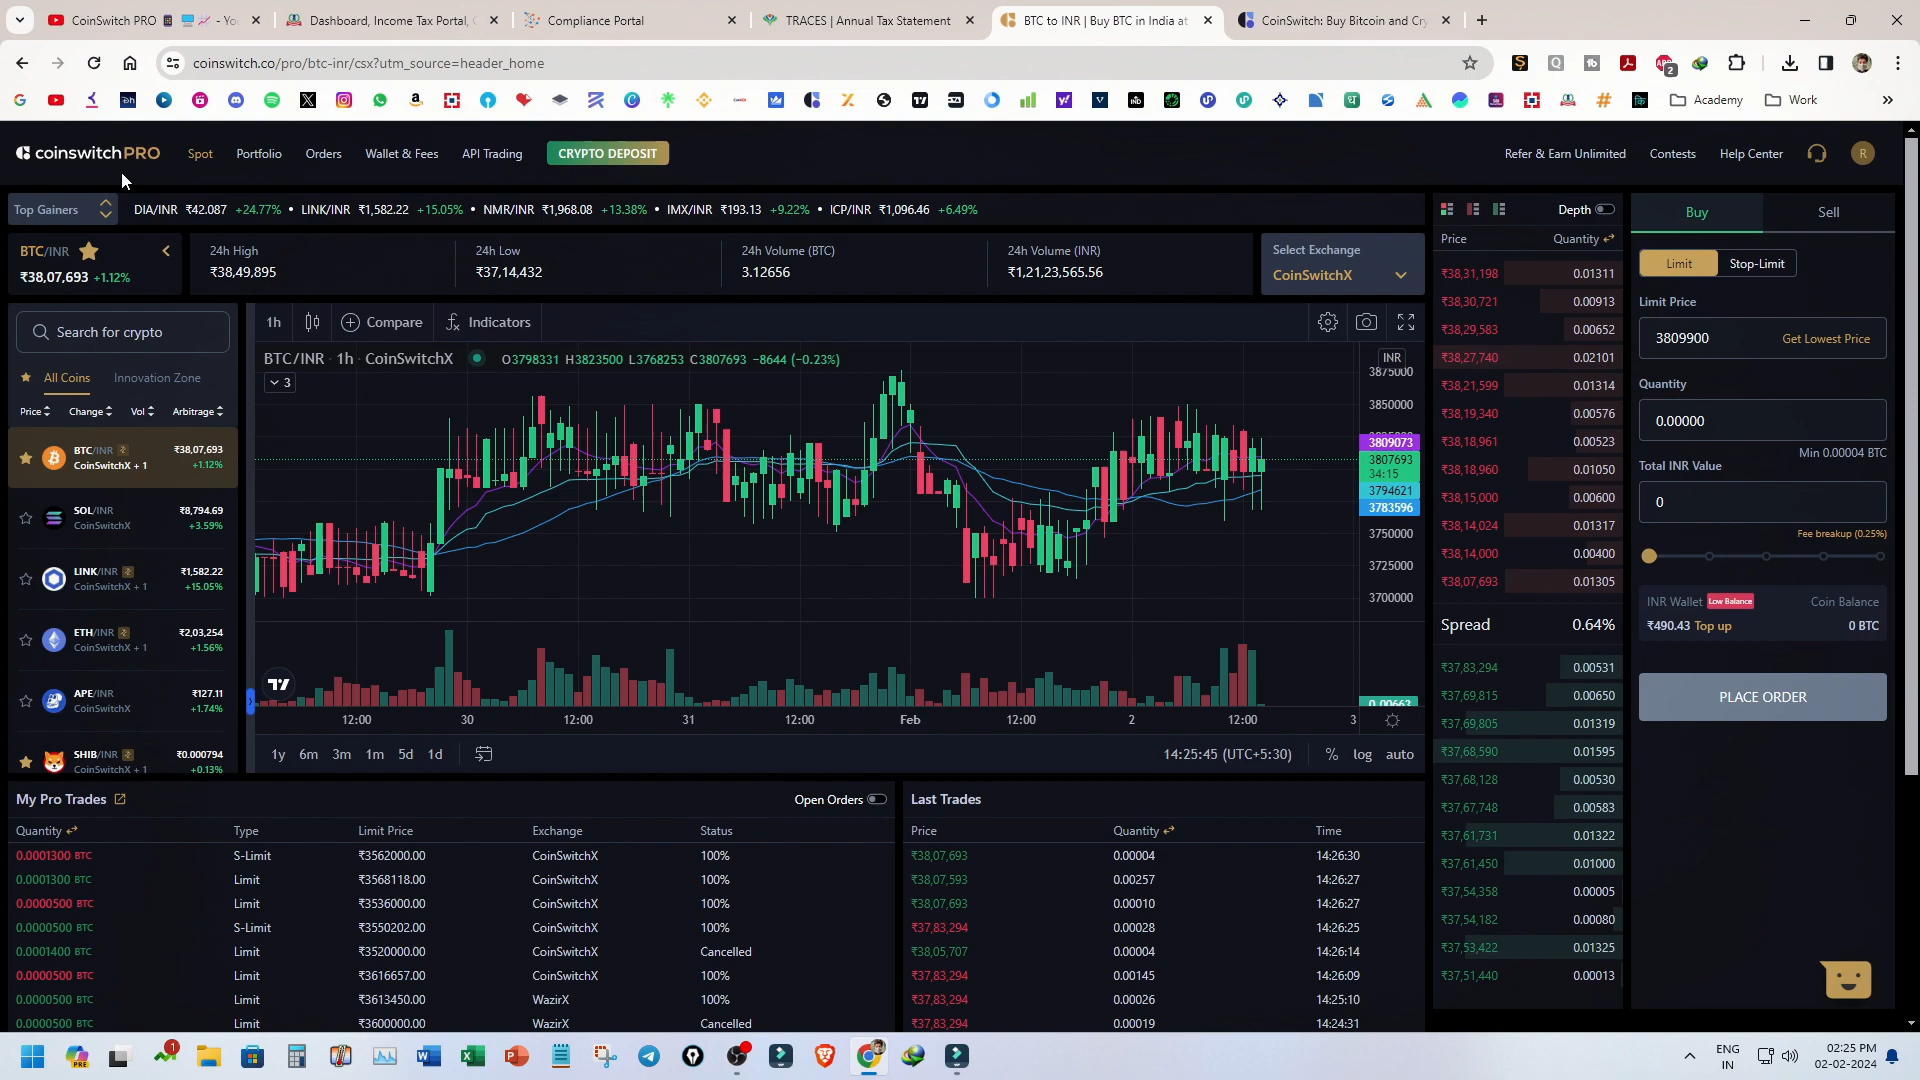 CoinSwitch PRO
Dashboard, Income Tax Portal, G
Compliance Portal
TRACES | Annual Tax Statement
BTC to INR | Buy BTC in India at
CoinSwitch: Buy Bitcoin and Cry
coinswitch.co/pro/btc-inr/csx?utm_source=header_home
Academy
Work
coinswitchPRO
Spot
Portfolio
Orders
Wallet & Fees
API Trading
CRYPTO DEPOSIT
Refer & Earn Unlimited
Contests
Help Center
R
Top Gainers
DIA/INR ₹42.087 +24.77% • LINK/INR ₹1,582.22 +15.05% • NMR/INR ₹1,968.08 +13.38% • IMX/INR ₹193.13 +9.22% • ICP/INR ₹1,096.46 +6.49%
BTC/INR
₹38,07,693 +1.12%
24h High
₹38,49,895
24h Low
₹37,14,432
24h Volume (BTC)
3.12656
24h Volume (INR)
₹1,21,23,565.56
Select Exchange
CoinSwitchX
Search for crypto
All Coins
Innovation Zone
Price
Change
Vol
Arbitrage
BTC/INR ₹38,07,693
CoinSwitchX + 1 +1.12%
SOL/INR ₹8,794.69
CoinSwitchX +3.59%
LINK/INR ₹1,582.22
CoinSwitchX + 1 +15.05%
ETH/INR ₹2,03,254
CoinSwitchX + 1 +1.56%
APE/INR ₹127.11
CoinSwitchX +1.74%
SHIB/INR ₹0.000794
CoinSwitchX + 1 +0.13%
1h
Compare
Indicators
BTC/INR · 1h · CoinSwitchX
O3798331 H3823500 L3768253 C3807693 −8644 (−0.23%)
3
INR
3875000
3850000
3809073
3807693
34:15
3794621
3783596
3750000
3725000
3700000
0.00663
12:00
30
12:00
31
12:00
Feb
12:00
2
12:00
3
1y
6m
3m
1m
5d
1d
14:25:45 (UTC+5:30)
%
log
auto
Depth
Price
Quantity
₹38,31,198 0.01311
₹38,30,721 0.00913
₹38,29,583 0.00652
₹38,27,740 0.02101
₹38,21,599 0.01314
₹38,19,340 0.00576
₹38,18,961 0.00523
₹38,18,960 0.01050
₹38,15,000 0.00600
₹38,14,024 0.01317
₹38,14,000 0.00400
₹38,07,693 0.01305
Spread 0.64%
₹37,83,294 0.00531
₹37,69,815 0.00650
₹37,69,805 0.01319
₹37,68,590 0.01595
₹37,68,128 0.00530
₹37,67,748 0.00583
₹37,61,731 0.01322
₹37,61,450 0.01000
₹37,54,358 0.00005
₹37,54,182 0.00080
₹37,53,422 0.01325
₹37,51,440 0.00013
Buy
Sell
Limit
Stop-Limit
Limit Price
3809900
Get Lowest Price
Quantity
0.00000
Min 0.00004 BTC
Total INR Value
0
Fee breakup (0.25%)
INR Wallet Low Balance
Coin Balance
₹490.43 Top up
0 BTC
PLACE ORDER
My Pro Trades
Open Orders
Quantity Type Limit Price Exchange Status
0.0001300 BTC S-Limit ₹3562000.00 CoinSwitchX 100%
0.0001300 BTC Limit ₹3568118.00 CoinSwitchX 100%
0.0000500 BTC Limit ₹3536000.00 CoinSwitchX 100%
0.0000500 BTC S-Limit ₹3550202.00 CoinSwitchX 100%
0.0001400 BTC Limit ₹3520000.00 CoinSwitchX Cancelled
0.0000500 BTC Limit ₹3616657.00 CoinSwitchX 100%
0.0000500 BTC Limit ₹3613450.00 WazirX 100%
0.0000500 BTC Limit ₹3600000.00 WazirX Cancelled
Last Trades
Price Quantity Time
₹38,07,693 0.00004 14:26:30
₹38,07,593 0.00257 14:26:27
₹38,07,693 0.00010 14:26:27
₹37,83,294 0.00028 14:26:25
₹38,05,707 0.00004 14:26:14
₹37,83,294 0.00145 14:26:09
₹37,83,294 0.00026 14:25:10
₹37,83,294 0.00019 14:24:31
ENG
IN
02:25 PM
02-02-2024